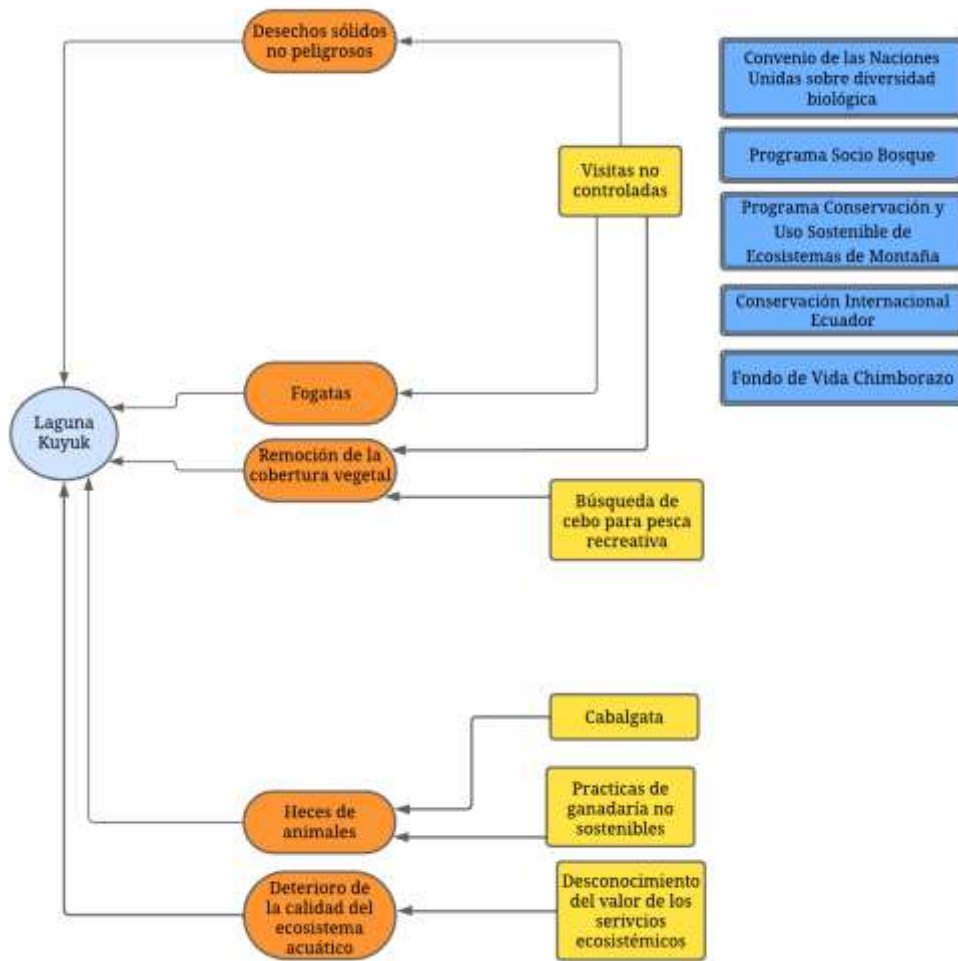 Desechos sólidos
no peligrosos
Convenio de las Naciones
Unidas sobre diversidad
biológica
Visitas no
controladas
Programa Socio Bosque
Programa Conservación y
Uso Sostenible de
Ecosistemas de Montaña
Conservación Internacional
Ecuador
Fondo de Vida Chimborazo
Fogatas
Laguna
Kuyuk
Remoción de la
cobertura vegetal
Búsqueda de
cebo para pesca
recreativa
Cabalgata
Practicas de
ganadaría no
sostenibles
Heces de
animales
Desconocimiento
del valor de los
serivcios
ecosistémicos
Deterioro de
la calidad del
ecosistema
acuático